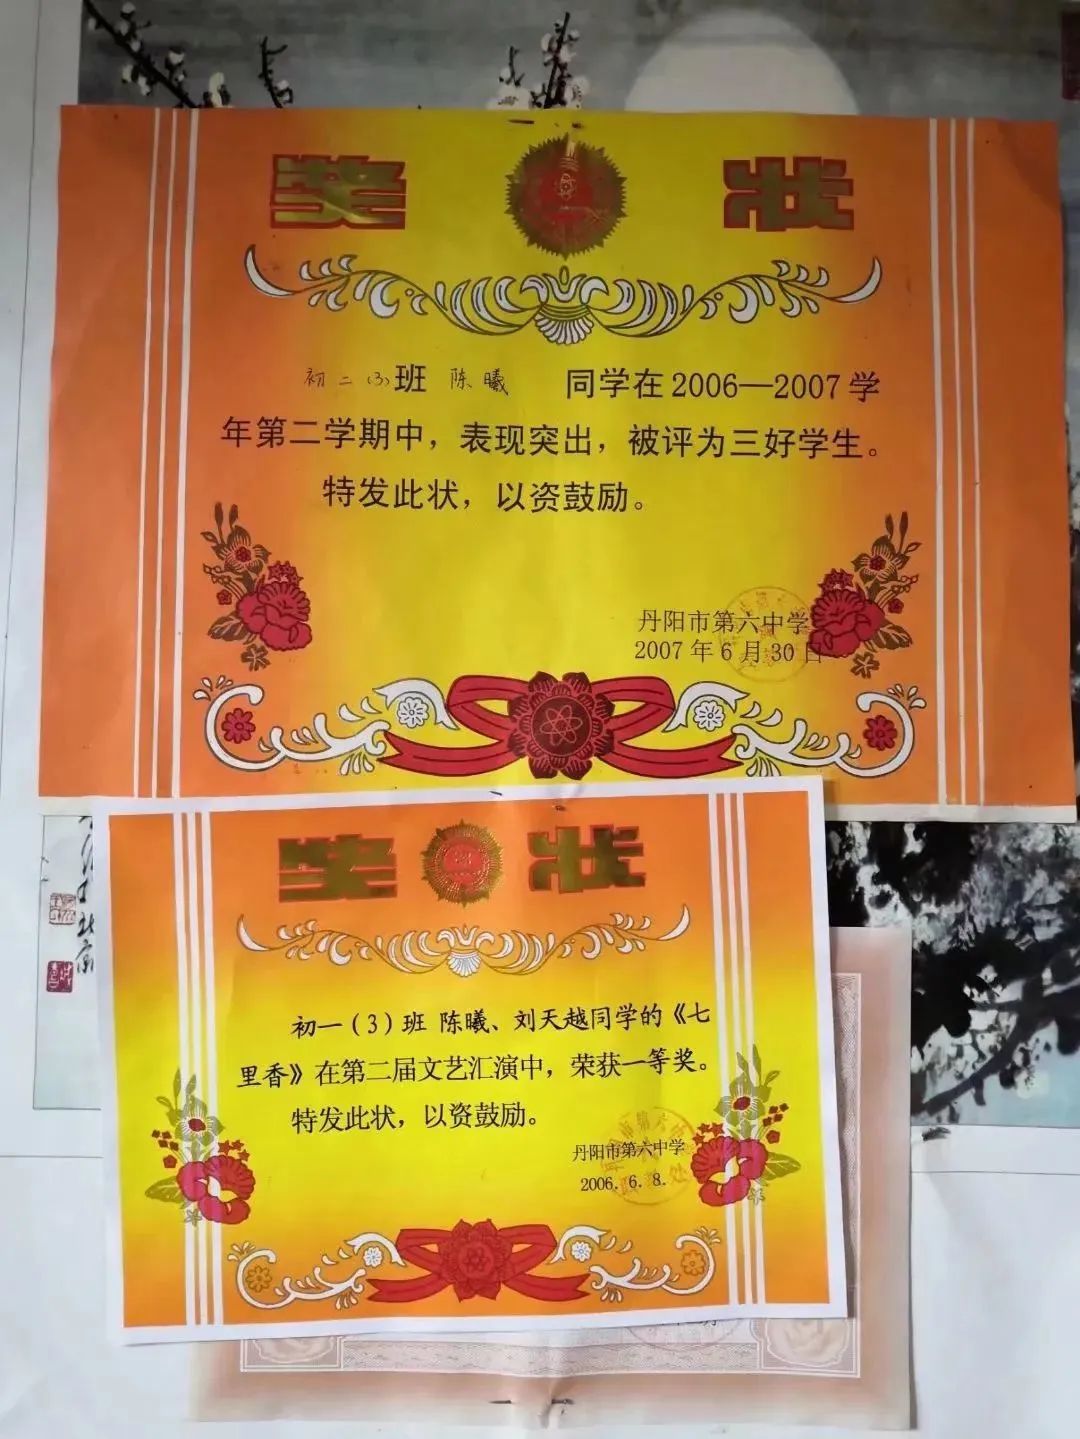 奖 状
初二(3)班 陈曦 同学在2006—2007学
年第二学期中，表现突出，被评为三好学生。
特发此状，以资鼓励。
丹阳市第六中学
2007年6月30日
奖 状
初一（3）班 陈曦、刘天越同学的《七
里香》在第二届文艺汇演中，荣获一等奖。
特发此状，以资鼓励。
丹阳市第六中学
2006.6.8.
北京